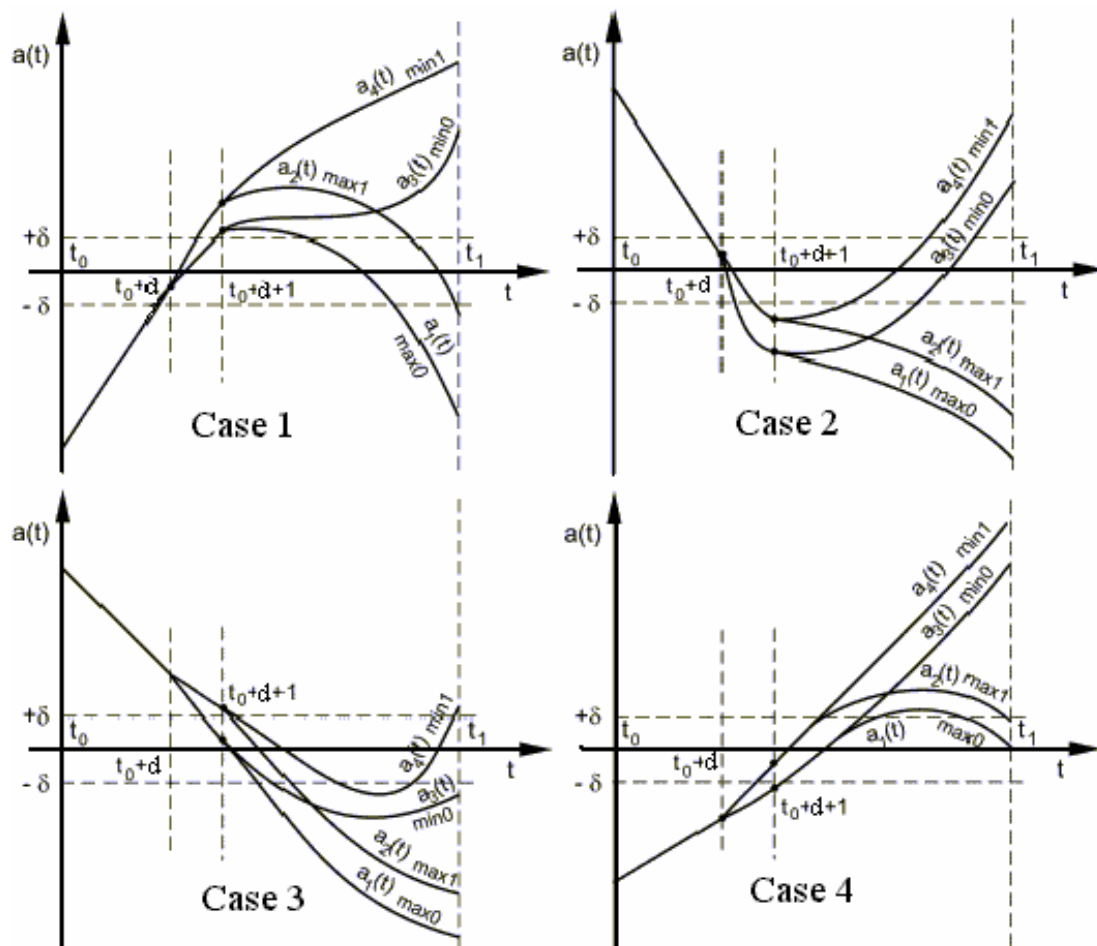 a(t)
a₄(t) min1
a₃(t) min0
a₂(t) max1
+δ
t₀
t₁
t₀+d
t₀+d+1
t
- δ
a₁(t)
max0
Case 1
a(t)
a₄(t) min1
a₃(t) min0
+δ
t₀
t₀+d+1
t₁
t₀+d
t
- δ
a₂(t) max1
a₁(t) max0
Case 2
a(t)
t₀+d+1
+δ
t₀
a₄(t) min1
t₁
t₀+d
t
- δ
a₃(t)
min0
a₂(t) max1
a₁(t) max0
Case 3
a(t)
a₄(t) min1
a₃(t) min0
a₂(t) max1
+δ
t₀
a₁(t) max0
t₁
t₀+d
t
- δ
t₀+d+1
Case 4